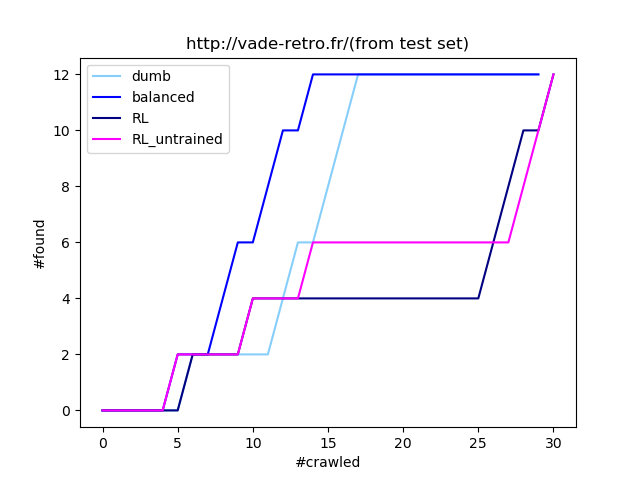 http://vade-retro.fr/(from test set)
dumb
balanced
RL
RL_untrained
12
10
8
6
4
2
0
#found
0 5 10 15 20 25 30
#crawled